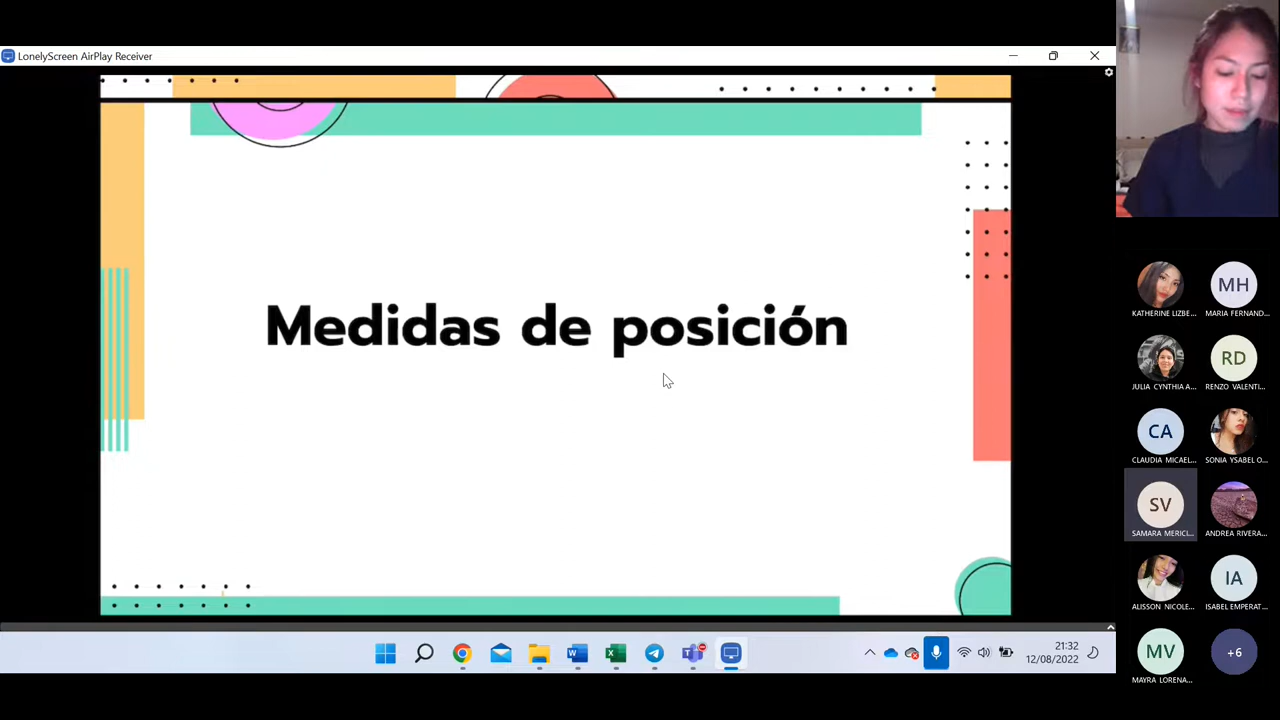 LonelyScreen AirPlay Receiver
Medidas de posición
KATHERINE LIZBE...
MH
MARIA FERNAND...
JULIA CYNTHIA A...
RD
RENZO VALENTI...
CA
CLAUDIA MICAEL...
SONIA YSABEL O...
SV
SAMARA MERICI...
ANDREA RIVERA...
ALISSON NICOLE...
IA
ISABEL EMPERAT...
MV
MAYRA LORENA...
+6
21:32
12/08/2022